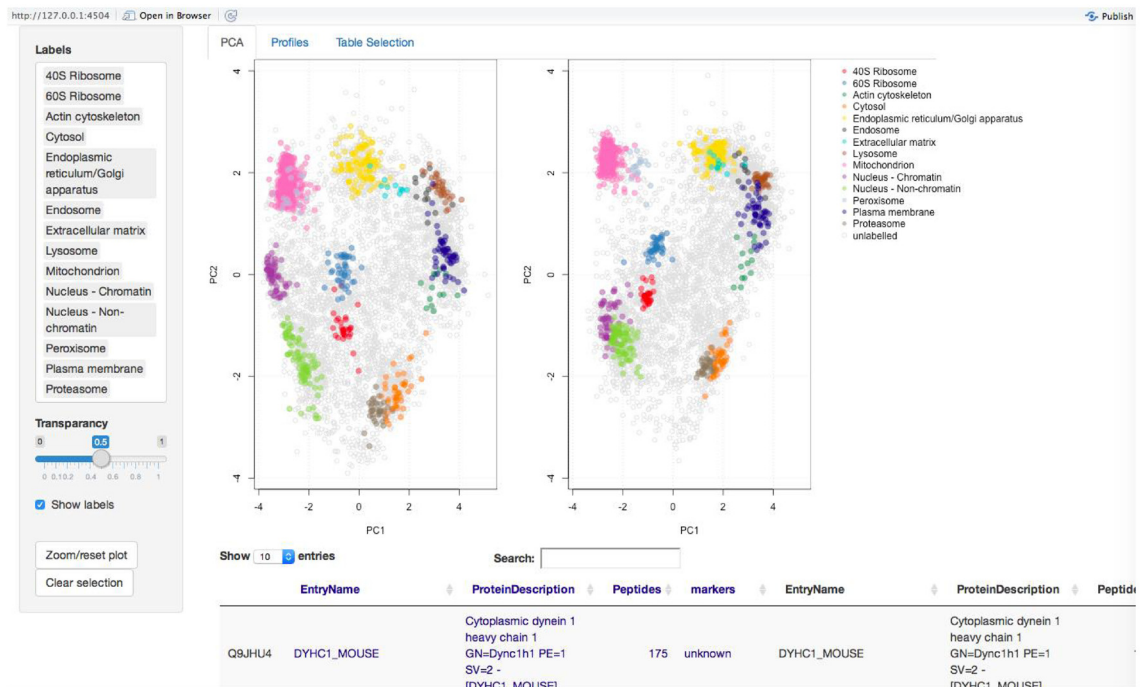 http://127.0.0.1:4504
Open in Browser
Publish
Labels
40S Ribosome
60S Ribosome
Actin cytoskeleton
Cytosol
Endoplasmic
reticulum/Golgi
apparatus
Endosome
Extracellular matrix
Lysosome
Mitochondrion
Nucleus - Chromatin
Nucleus - Non-
chromatin
Peroxisome
Plasma membrane
Proteasome
Transparancy
0 0.5 1
0 0.1 0.2 0.4 0.6 0.8 1
Show labels
Zoom/reset plot
Clear selection
PCA Profiles Table Selection
4
2
0
-2
-4
PC2
-4 -2 0 2 4
PC1
4
2
0
-2
-4
PC2
-4 -2 0 2 4
PC1
40S Ribosome
60S Ribosome
Actin cytoskeleton
Cytosol
Endoplasmic reticulum/Golgi apparatus
Endosome
Extracellular matrix
Lysosome
Mitochondrion
Nucleus - Chromatin
Nucleus - Non-chromatin
Peroxisome
Plasma membrane
Proteasome
unlabelled
Show 10 entries
Search:
EntryName ProteinDescription Peptides markers EntryName ProteinDescription
Q9JHU4 DYHC1_MOUSE
Cytoplasmic dynein 1
heavy chain 1
GN=Dync1h1 PE=1
SV=2 -
[DYHC1_MOUSE]
175 unknown DYHC1_MOUSE
Cytoplasmic dynein 1
heavy chain 1
GN=Dync1h1 PE=1
SV=2 -
[DYHC1_MOUSE]